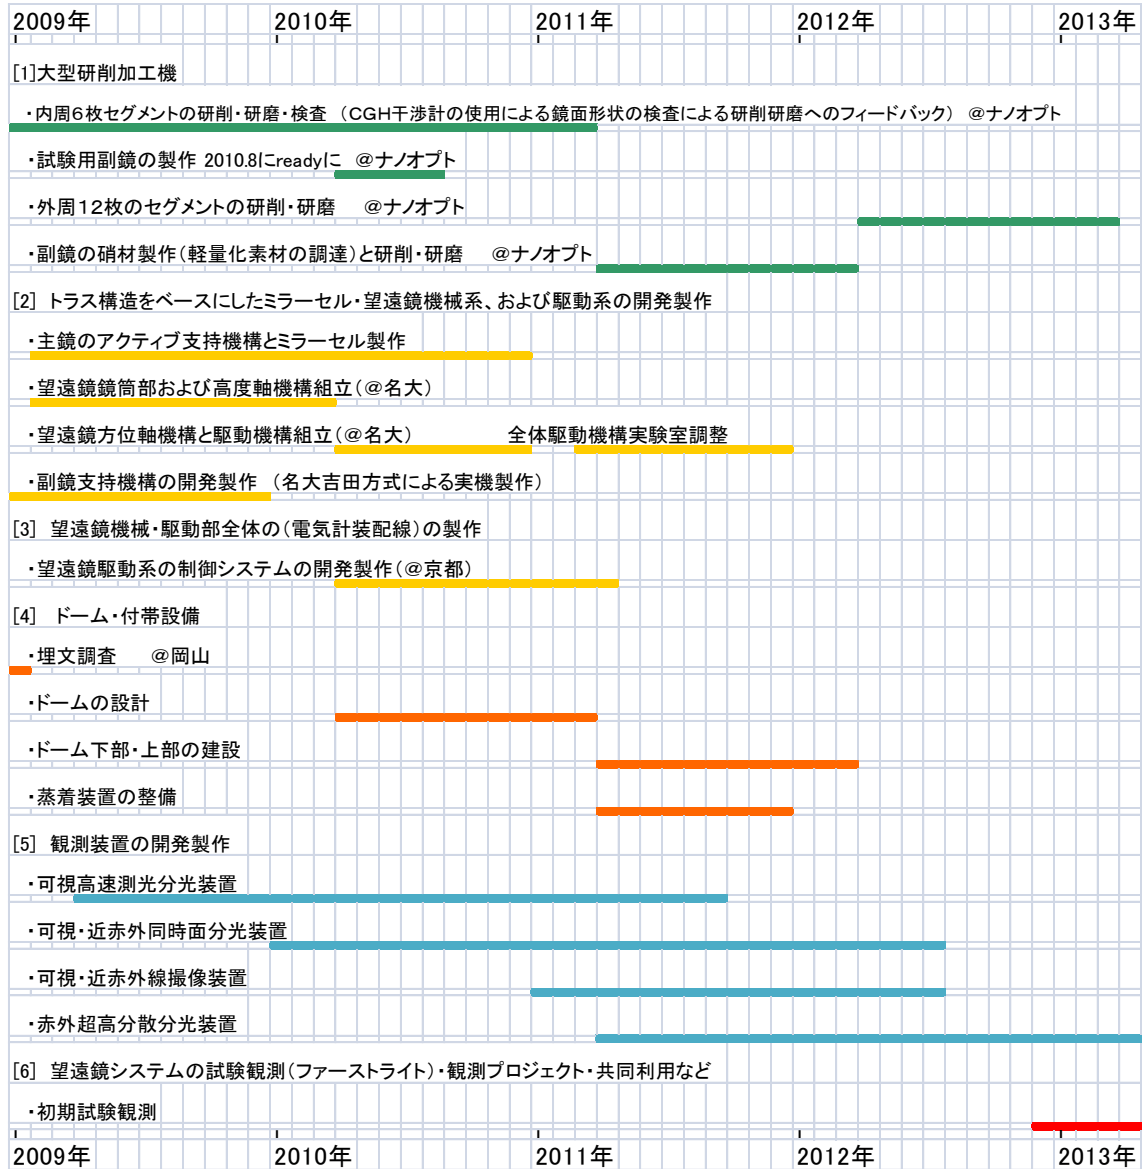 2009年 2010年 2011年 2012年 2013年
[1]大型研削加工機
・内周6枚セグメントの研削・研磨・検査 (CGH干渉計の使用による鏡面形状の検査による研削研磨へのフィードバック) @ナノオプト
・試験用副鏡の製作 2010.8にreadyに @ナノオプト
・外周12枚のセグメントの研削・研磨 @ナノオプト
・副鏡の硝材製作(軽量化素材の調達)と研削・研磨 @ナノオプト
[2] トラス構造をベースにしたミラーセル・望遠鏡機械系、および駆動系の開発製作
・主鏡のアクティブ支持機構とミラーセル製作
・望遠鏡鏡筒部および高度軸機構組立(@名大)
・望遠鏡方位軸機構と駆動機構組立(@名大) 全体駆動機構実験室調整
・副鏡支持機構の開発製作 (名大吉田方式による実機製作)
[3] 望遠鏡機械・駆動部全体の(電気計装配線)の製作
・望遠鏡駆動系の制御システムの開発製作(@京都)
[4] ドーム・付帯設備
・埋文調査 @岡山
・ドームの設計
・ドーム下部・上部の建設
・蒸着装置の整備
[5] 観測装置の開発製作
・可視高速測光分光装置
・可視・近赤外同時面分光装置
・可視・近赤外線撮像装置
・赤外超高分散分光装置
[6] 望遠鏡システムの試験観測(ファーストライト)・観測プロジェクト・共同利用など
・初期試験観測
2009年 2010年 2011年 2012年 2013年